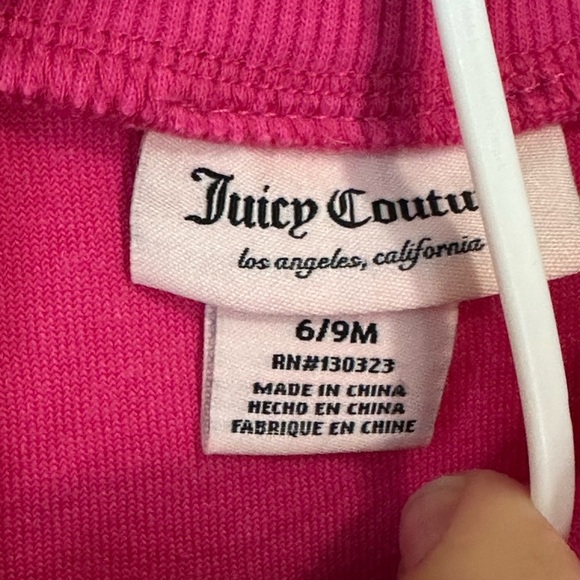 Juicy Coutu
los angeles, california
6/9M
RN#130323
MADE IN CHINA
HECHO EN CHINA
FABRIQUE EN CHINE